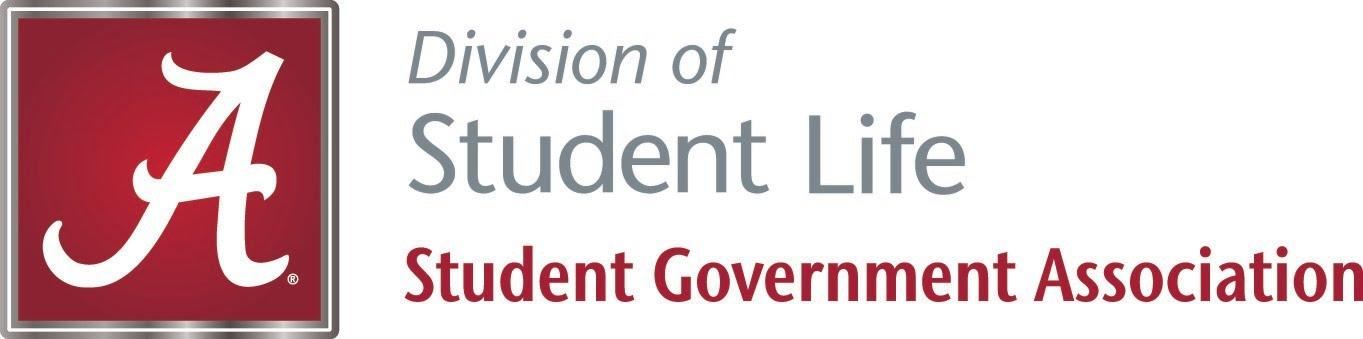 A
®
Division of
Student Life
Student Government Association